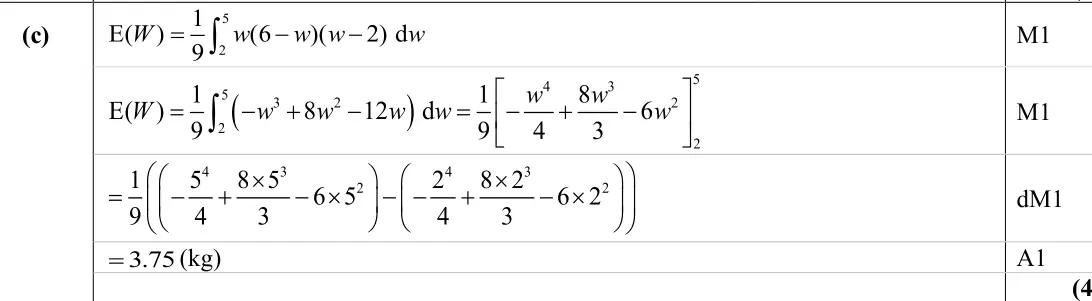 (c) E(W) = 1/9 ∫₂⁵ w(6 − w)(w − 2) dw M1
E(W) = 1/9 ∫₂⁵ (−w³ + 8w² − 12w) dw = 1/9 [−w⁴/4 + 8w³/3 − 6w²]₂⁵ M1
= 1/9 ((−5⁴/4 + 8×5³/3 − 6×5²) − (−2⁴/4 + 8×2³/3 − 6×2²)) dM1
= 3.75 (kg) A1
(4